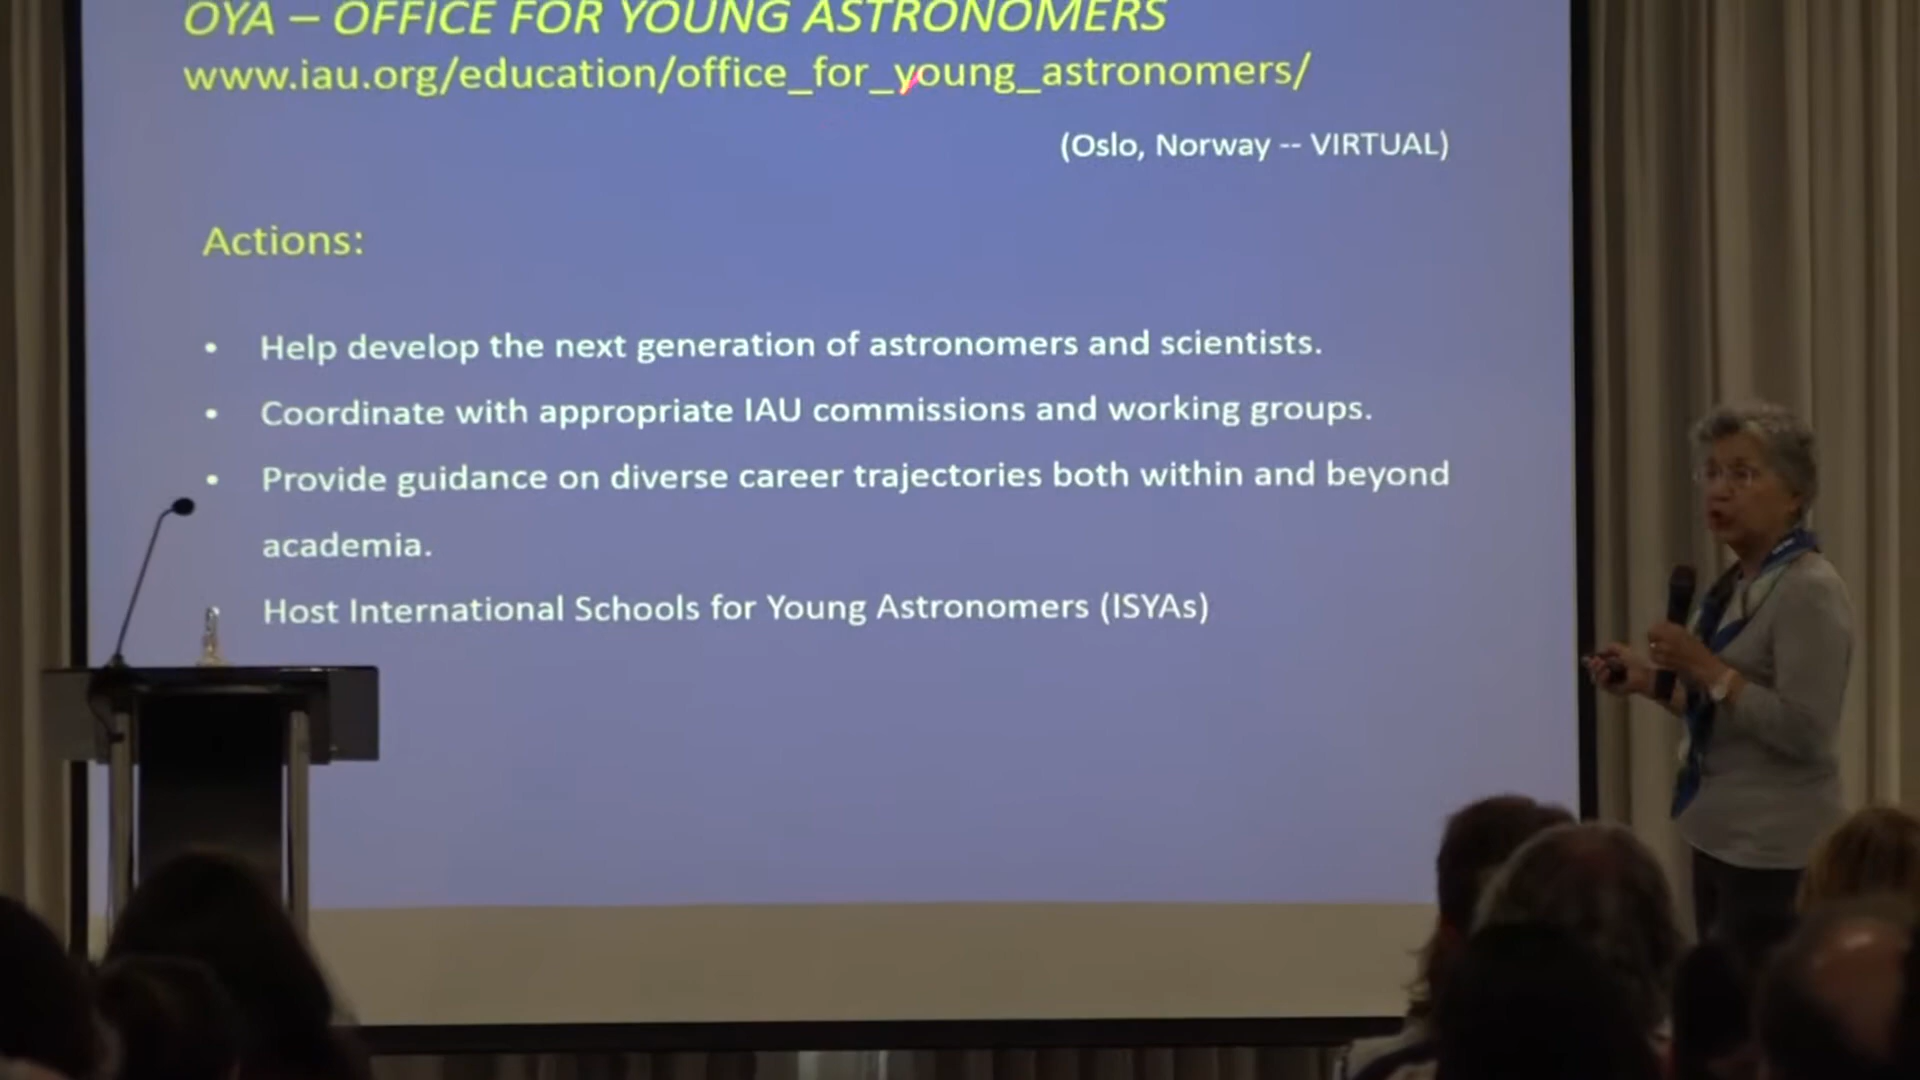 OYA – OFFICE FOR YOUNG ASTRONOMERS
www.iau.org/education/office_for_young_astronomers/
(Oslo, Norway -- VIRTUAL)
Actions:
• Help develop the next generation of astronomers and scientists.
• Coordinate with appropriate IAU commissions and working groups.
• Provide guidance on diverse career trajectories both within and beyond
academia.
• Host International Schools for Young Astronomers (ISYAs)